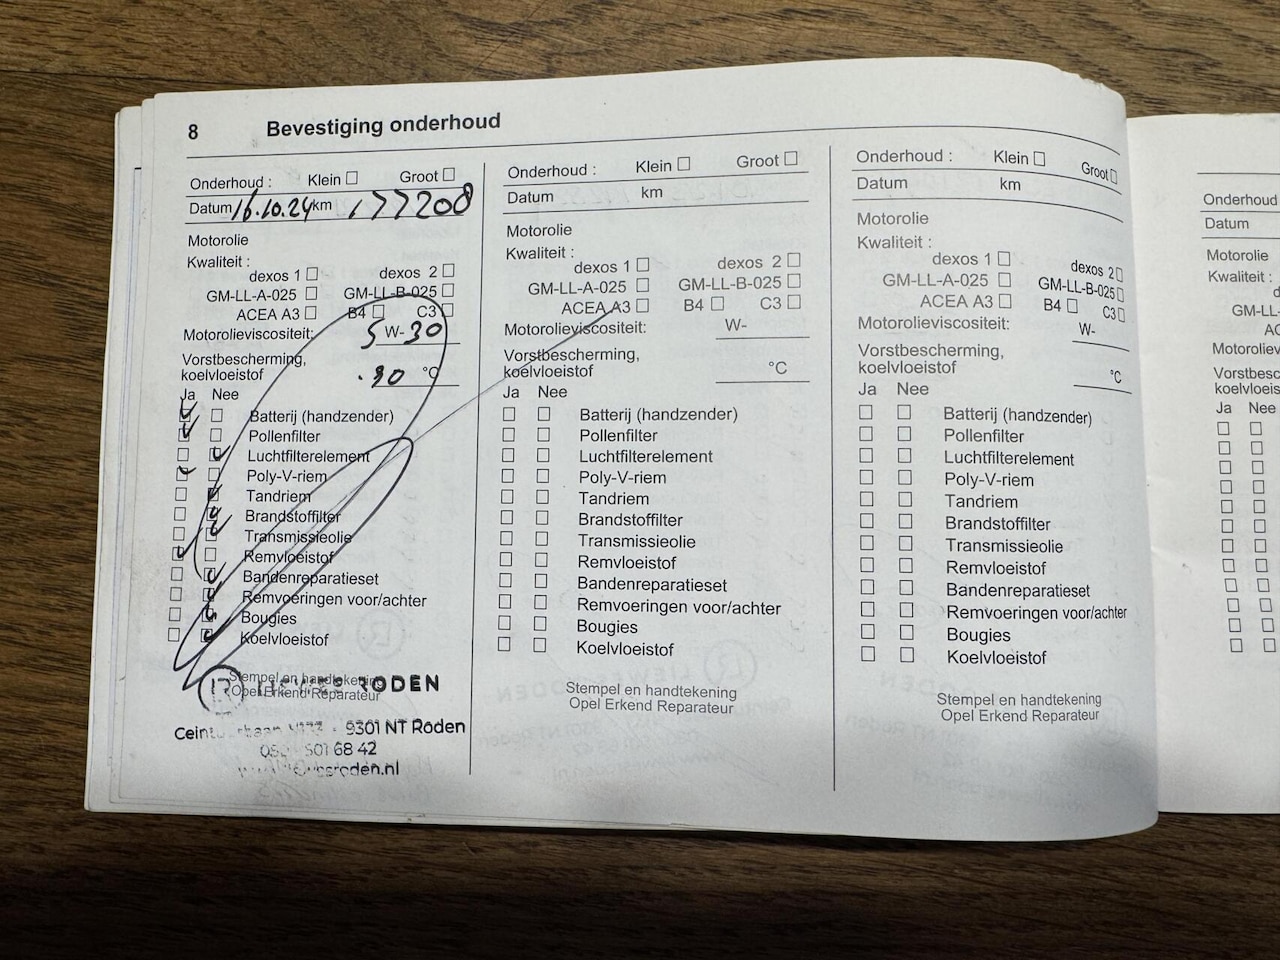 8 Bevestiging onderhoud
Onderhoud : Klein Groot
Datum 16.10.24 km 177208
Motorolie
Kwaliteit :
dexos 1 dexos 2
GM-LL-A-025 GM-LL-B-025
ACEA A3 B4 C3
Motorolieviscositeit: 5 W-30
Vorstbescherming,
koelvloeistof
°C
Ja Nee
Batterij (handzender)
Pollenfilter
Luchtfilterelement
Poly-V-riem
Tandriem
Brandstoffilter
Transmissieolie
Remvloeistof
Bandenreparatieset
Remvoeringen voor/achter
Bougies
Koelvloeistof
Stempel en handtekening
Opel Erkend Reparateur
RODEN
9301 NT Roden
601 68 42
Onderhoud : Klein Groot
Datum km
Motorolie
Kwaliteit :
dexos 1 dexos 2
GM-LL-A-025 GM-LL-B-025
ACEA A3 B4 C3
Motorolieviscositeit: W-
Vorstbescherming,
koelvloeistof
°C
Ja Nee
Batterij (handzender)
Pollenfilter
Luchtfilterelement
Poly-V-riem
Tandriem
Brandstoffilter
Transmissieolie
Remvloeistof
Bandenreparatieset
Remvoeringen voor/achter
Bougies
Koelvloeistof
Stempel en handtekening
Opel Erkend Reparateur
Onderhoud : Klein Groot
Datum km
Motorolie
Kwaliteit :
dexos 1 dexos 2
GM-LL-A-025 GM-LL-B-025
ACEA A3 B4 C3
Motorolieviscositeit: W-
Vorstbescherming,
koelvloeistof
°C
Ja Nee
Batterij (handzender)
Pollenfilter
Luchtfilterelement
Poly-V-riem
Tandriem
Brandstoffilter
Transmissieolie
Remvloeistof
Bandenreparatieset
Remvoeringen voor/achter
Bougies
Koelvloeistof
Stempel en handtekening
Opel Erkend Reparateur
Onderhoud
Datum
Motorolie
Kwaliteit :
GM-LL-
Ja Nee